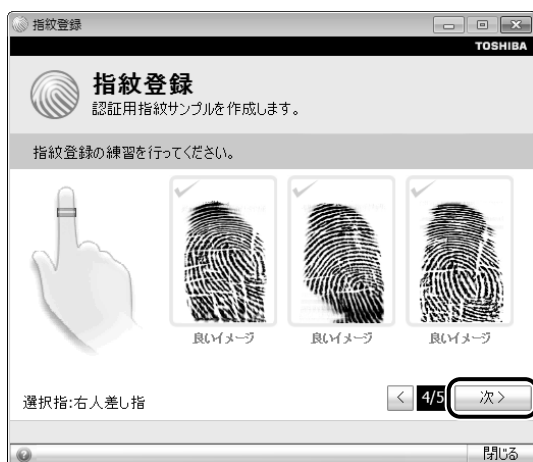 指紋登録
TOSHIBA
指紋登録
認証用指紋サンプルを作成します。
指紋登録の練習を行ってください。
良いイメージ 良いイメージ 良いイメージ
選択指:右人差し指
< 4/5 次>
閉じる